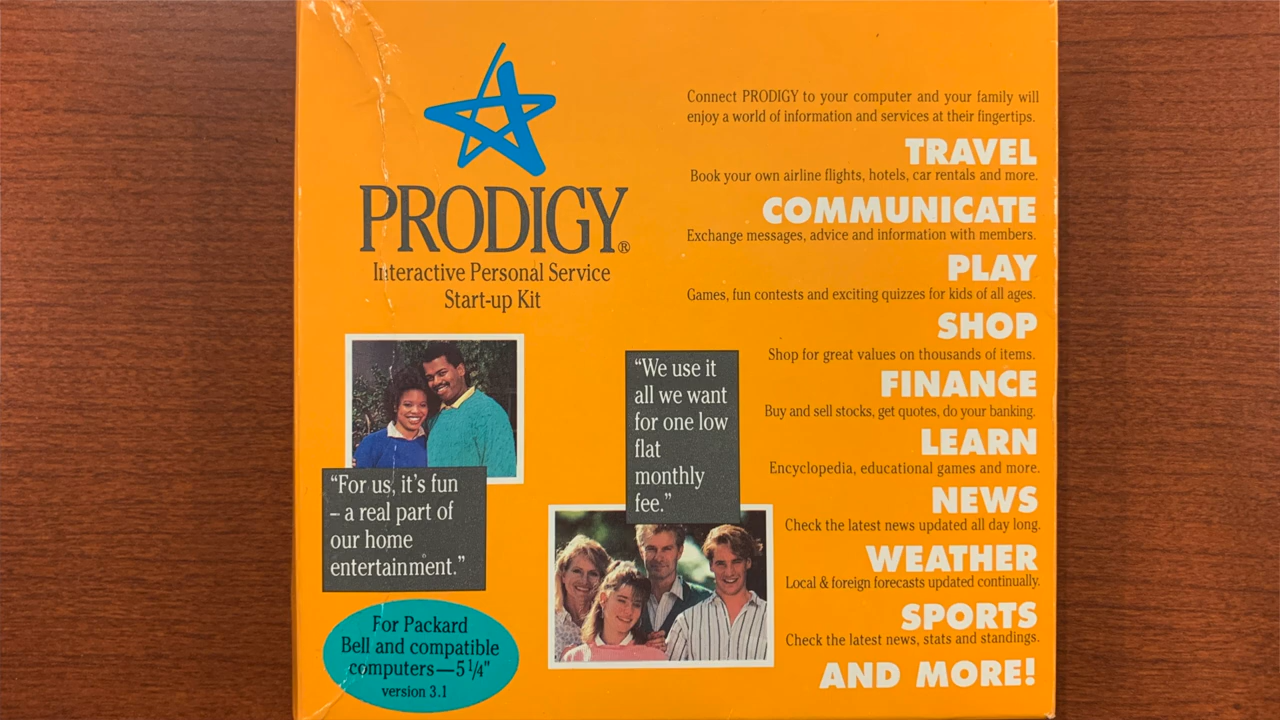 PRODIGY®
Interactive Personal Service
Start-up Kit
“For us, it’s fun
– a real part of
our home
entertainment.”
For Packard
Bell and compatible
computers—5 1/4"
version 3.1
“We use it
all we want
for one low
flat
monthly
fee.”
Connect PRODIGY to your computer and your family will
enjoy a world of information and services at their fingertips.
TRAVEL
Book your own airline flights, hotels, car rentals and more.
COMMUNICATE
Exchange messages, advice and information with members.
PLAY
Games, fun contests and exciting quizzes for kids of all ages.
SHOP
Shop for great values on thousands of items.
FINANCE
Buy and sell stocks, get quotes, do your banking.
LEARN
Encyclopedia, educational games and more.
NEWS
Check the latest news updated all day long.
WEATHER
Local & foreign forecasts updated continually.
SPORTS
Check the latest news, stats and standings.
AND MORE!